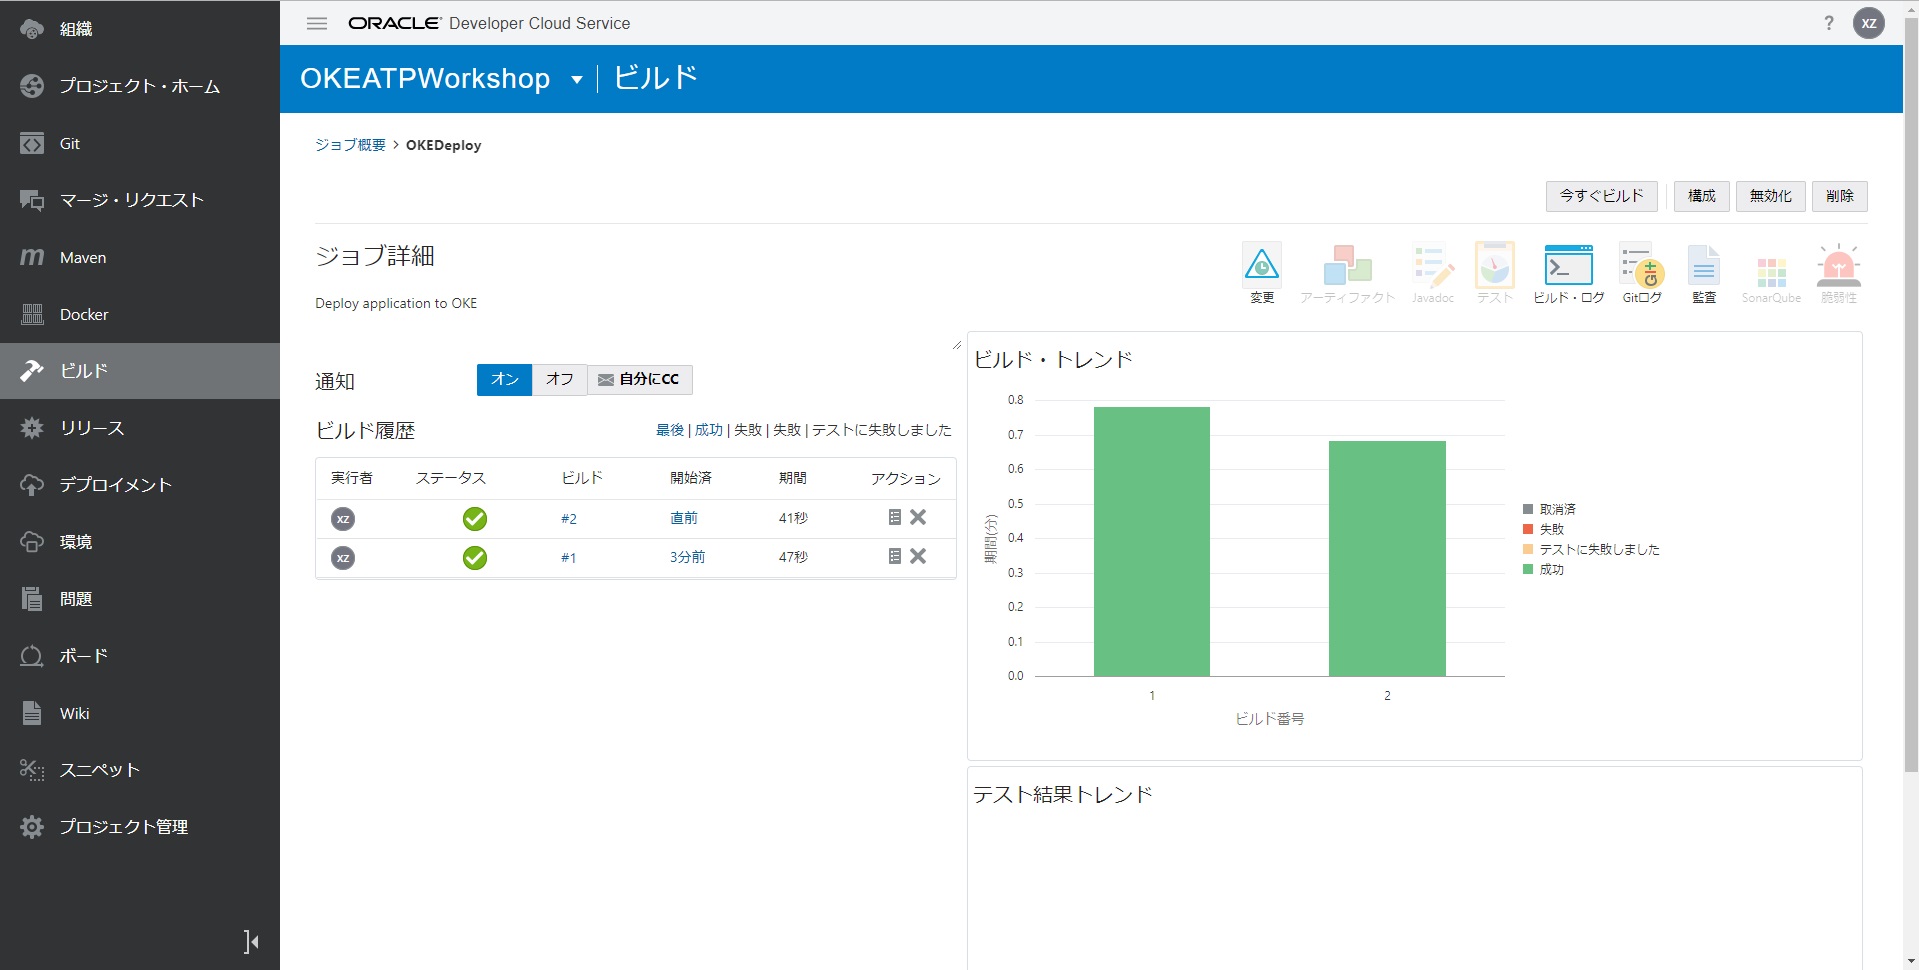 組織
プロジェクト・ホーム
Git
マージ・リクエスト
Maven
Docker
ビルド
リリース
デプロイメント
環境
問題
ボード
Wiki
スニペット
プロジェクト管理
ORACLE Developer Cloud Service
? XZ
OKEATPWorkshop ビルド
ジョブ概要 > OKEDeploy
今すぐビルド 構成 無効化 削除
ジョブ詳細
変更 アーティファクト Javadoc テスト ビルド・ログ Gitログ 監査 SonarQube 脆弱性
Deploy application to OKE
通知 オン オフ 自分にCC
ビルド履歴 最後 | 成功 | 失敗 | 失敗 | テストに失敗しました
実行者 ステータス ビルド 開始済 期間 アクション
XZ #2 直前 41秒
XZ #1 3分前 47秒
ビルド・トレンド
0.8
0.7
0.6
0.5
0.4
0.3
0.2
0.1
0.0
期間(分)
1 2
ビルド番号
取消済
失敗
テストに失敗しました
成功
テスト結果トレンド